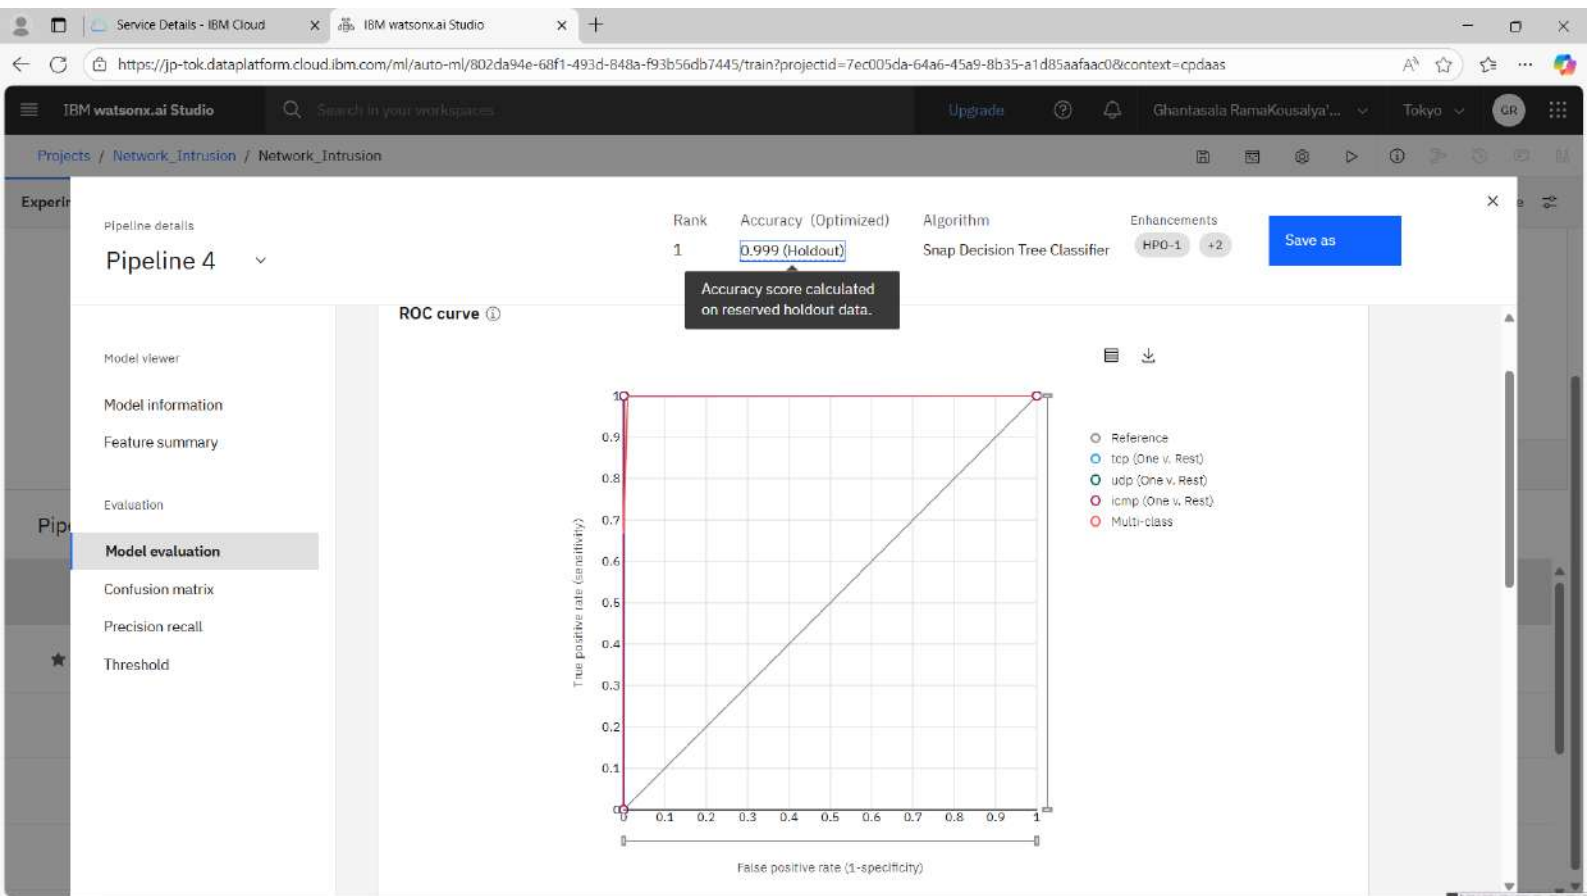 Service Details - IBM Cloud
IBM watsonx.ai Studio
https://jp-tok.dataplatform.cloud.ibm.com/ml/auto-ml/802da94e-68f1-493d-848a-f93b56db7445/train?projectid=7ec005da-64a6-45a9-8b35-a1d85aafaac0&context=cpdaas
IBM watsonx.ai Studio
Search in your workspaces
Upgrade
Ghantasala RamaKousalya'...
Tokyo
GR
Projects / Network_Intrusion / Network_Intrusion
Experir
Pipeline details
Pipeline 4
Rank
1
Accuracy (Optimized)
0.999 (Holdout)
Algorithm
Snap Decision Tree Classifier
Enhancements
HPO-1 +2
Save as
Accuracy score calculated
on reserved holdout data.
ROC curve
Model viewer
Model information
Feature summary
Evaluation
Pip
Model evaluation
Confusion matrix
Precision recall
Threshold
True positive rate (sensitivity)
1
0.9
0.8
0.7
0.6
0.5
0.4
0.3
0.2
0.1
0
0 0.1 0.2 0.3 0.4 0.5 0.6 0.7 0.8 0.9 1
False positive rate (1-specificity)
Reference
tcp (One v. Rest)
udp (One v. Rest)
icmp (One v. Rest)
Multi-class